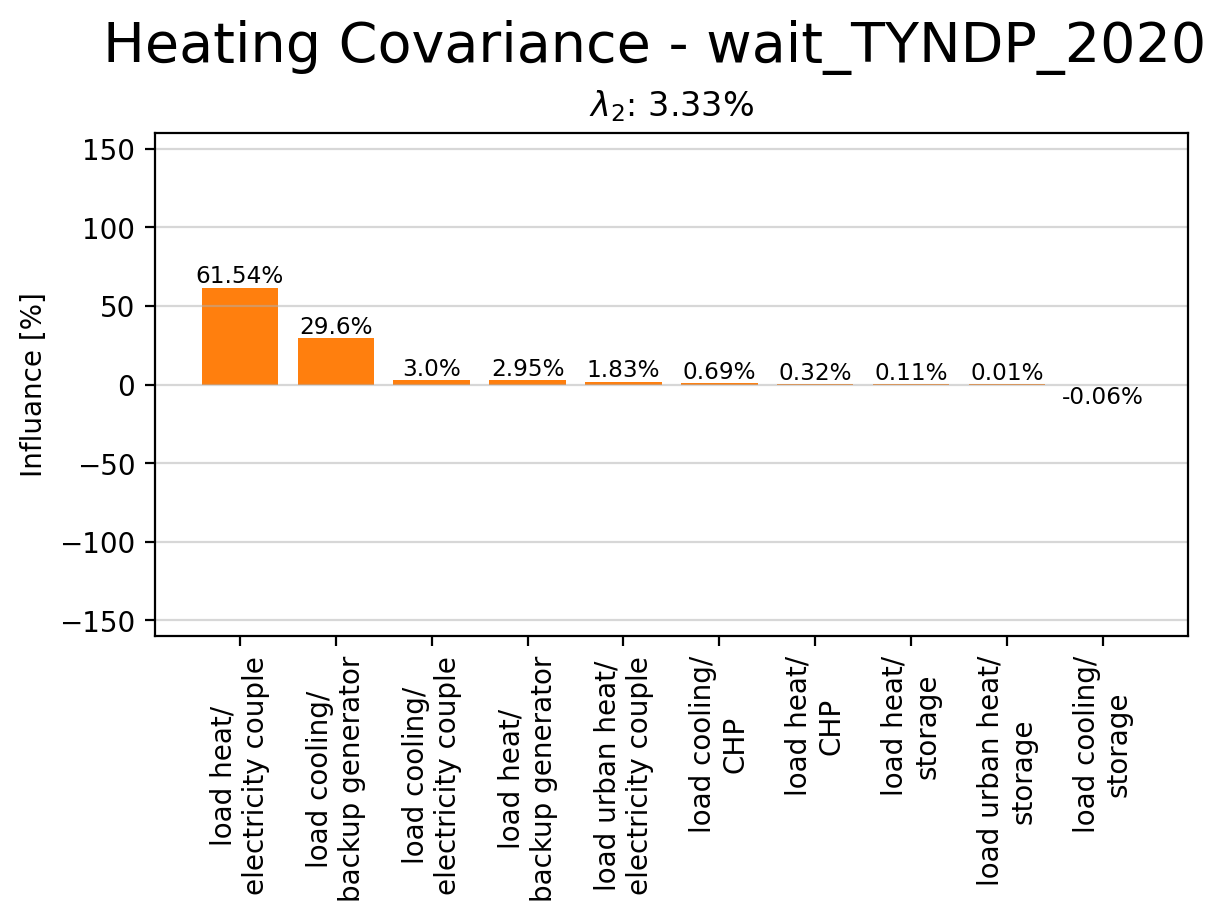 Heating Covariance - wait_TYNDP_2020
λ₂: 3.33%
150
100
50
0
−50
−100
−150
Influance [%]
61.54%
29.6%
3.0%
2.95%
1.83%
0.69%
0.32%
0.11%
0.01%
-0.06%
load heat/
electricity couple
load cooling/
backup generator
load cooling/
electricity couple
load heat/
backup generator
load urban heat/
electricity couple
load cooling/
CHP
load heat/
CHP
load heat/
storage
load urban heat/
storage
load cooling/
storage